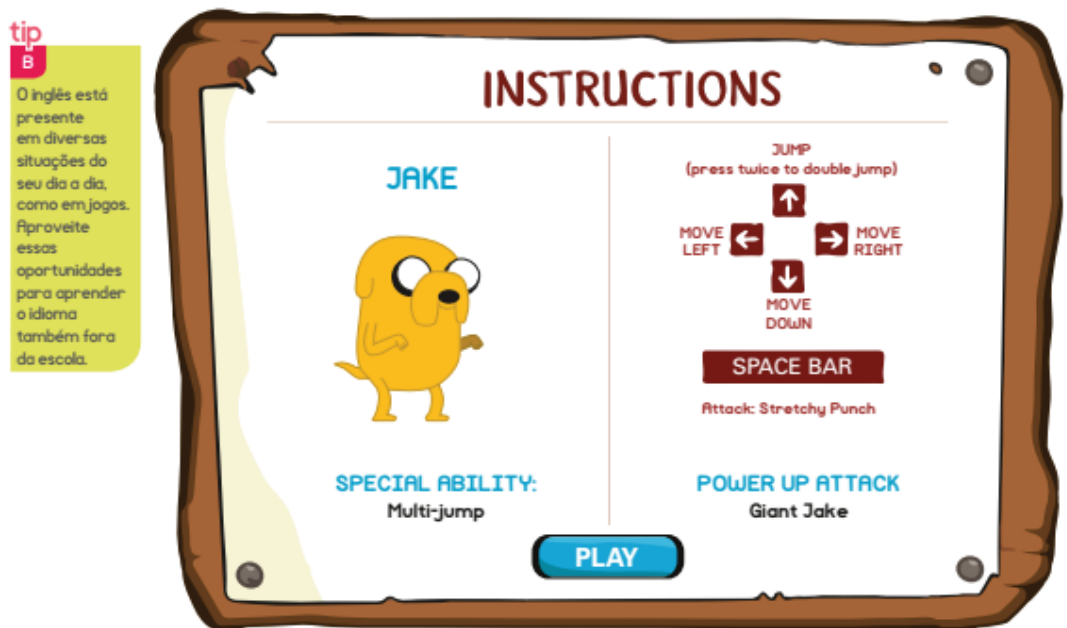 tip
B
O inglês está
presente
em diversas
situações do
seu dia a dia,
como em jogos.
Aproveite
essas
oportunidades
para aprender
o idioma
também fora
da escola.
INSTRUCTIONS
JAKE
SPECIAL ABILITY:
Multi-jump
JUMP
(press twice to double jump)
MOVE
LEFT
MOVE
RIGHT
MOVE
DOWN
SPACE BAR
Attack: Stretchy Punch
POWER UP ATTACK
Giant Jake
PLAY